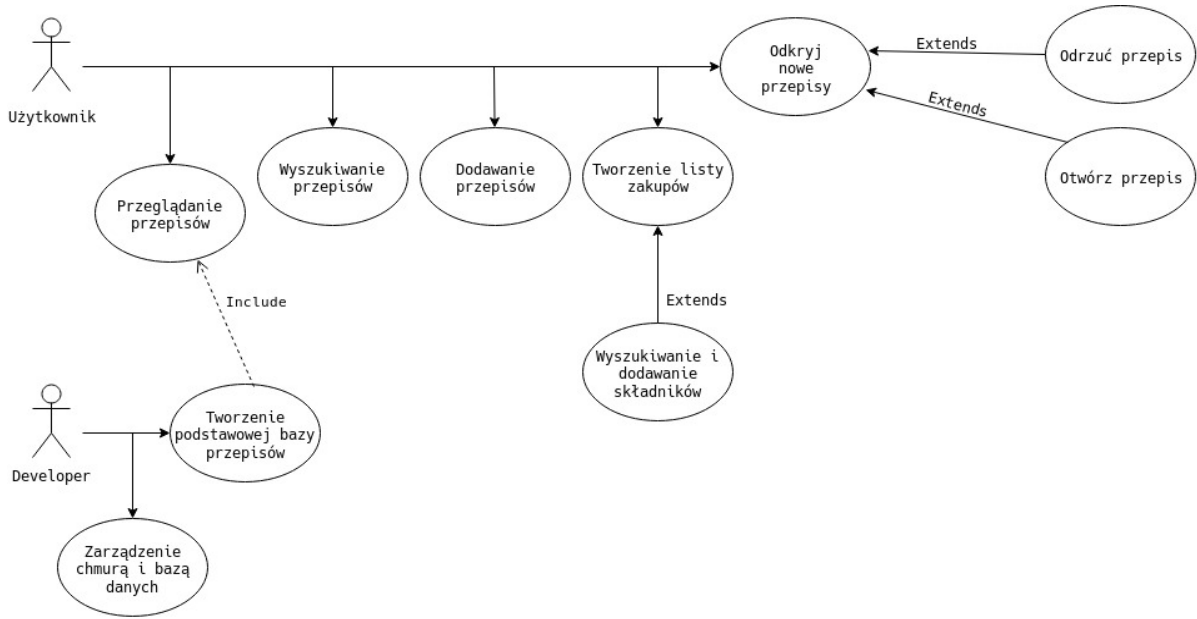 Użytkownik
Odkryj
nowe
przepisy
Extends
Odrzuć przepis
Extends
Otwórz przepis
Przeglądanie
przepisów
Wyszukiwanie
przepisów
Dodawanie
przepisów
Tworzenie listy
zakupów
Include
Extends
Wyszukiwanie i
dodawanie
składników
Developer
Tworzenie
podstawowej bazy
przepisów
Zarządzenie
chmurą i bazą
danych